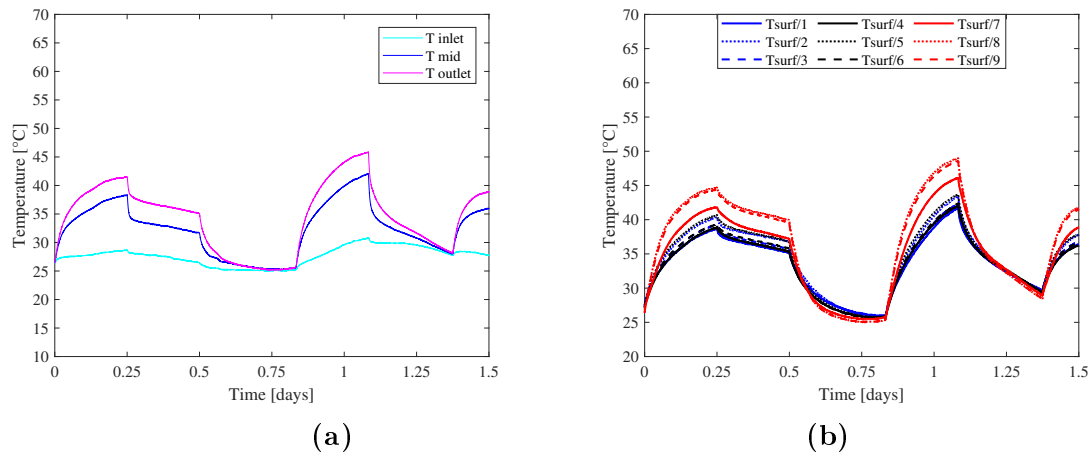 70
65
60
55
50
45
40
35
30
25
20
15
10
Temperature [°C]
T inlet
T mid
T outlet
0 0.25 0.5 0.75 1 1.25 1.5
Time [days]
(a)
70
65
60
55
50
45
40
35
30
25
20
Temperature [°C]
Tsurf/1 Tsurf/4 Tsurf/7
Tsurf/2 Tsurf/5 Tsurf/8
Tsurf/3 Tsurf/6 Tsurf/9
0 0.25 0.5 0.75 1 1.25 1.5
Time [days]
(b)